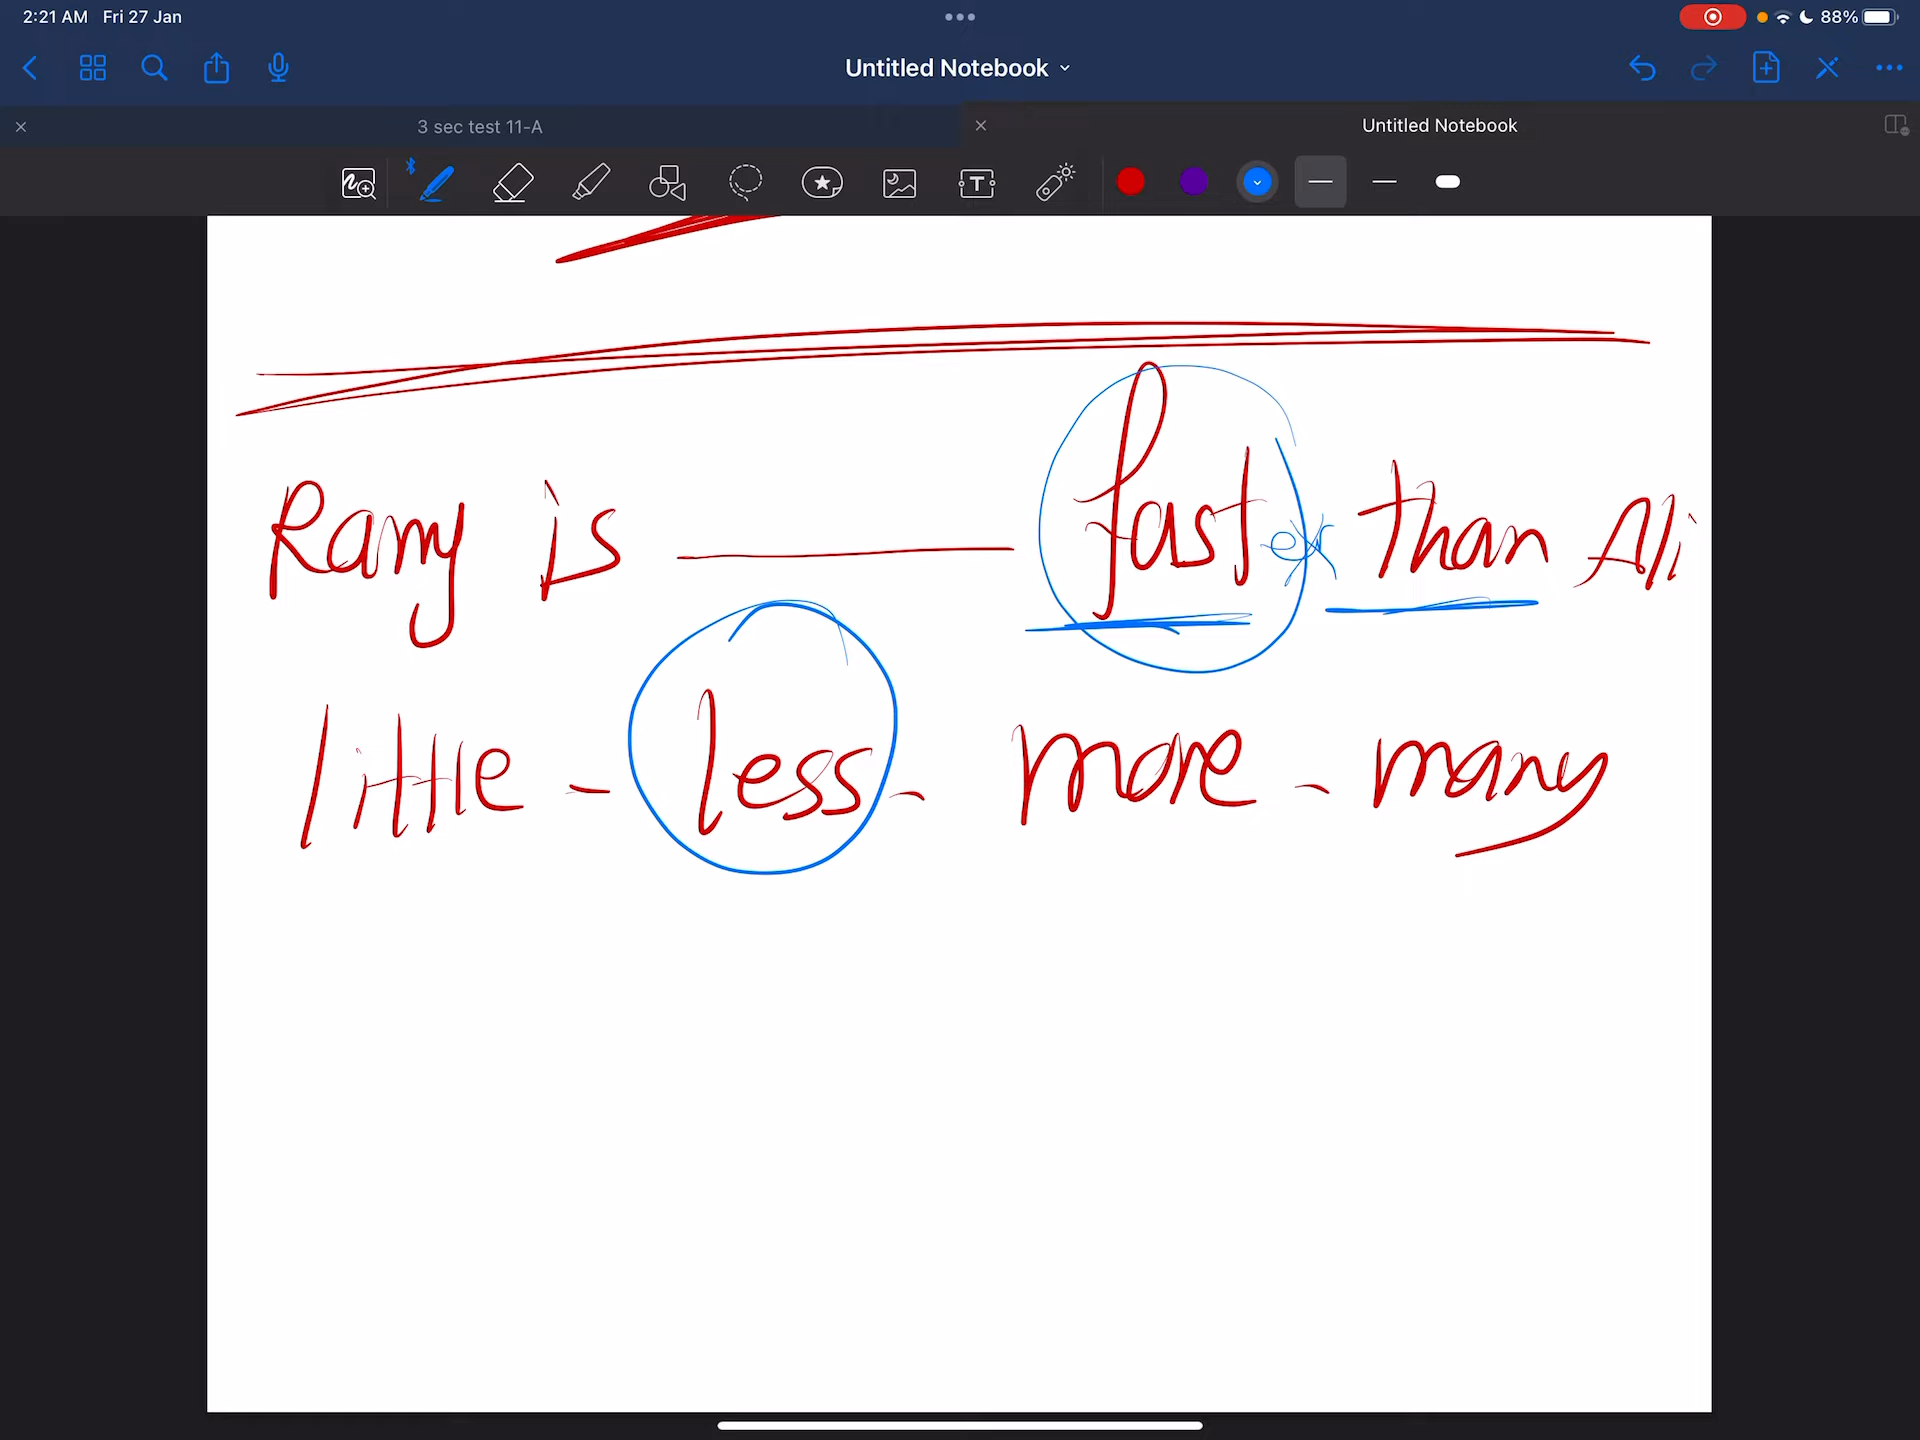 2:21 AM Fri 27 Jan
88%
Untitled Notebook
3 sec test 11-A
Untitled Notebook
T
Ramy is fast er than Ali
little - less - more - many